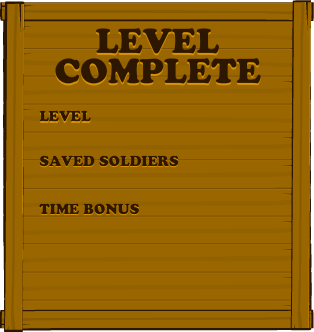 LEVEL
COMPLETE
LEVEL
SAVED SOLDIERS
TIME BONUS